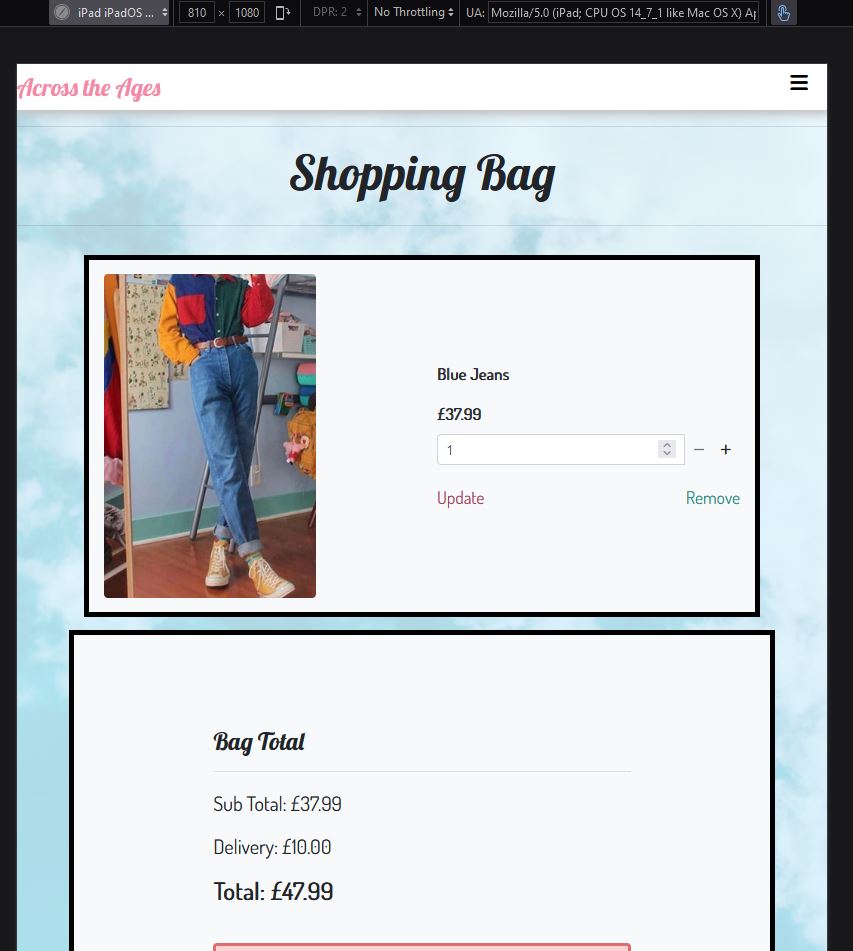 iPad iPadOS ... 810 × 1080 DPR: 2 No Throttling UA: Mozilla/5.0 (iPad; CPU OS 14_7_1 like Mac OS X) Ap
Across the Ages
Shopping Bag
Blue Jeans
£37.99
1 − +
Update Remove
Bag Total
Sub Total: £37.99
Delivery: £10.00
Total: £47.99